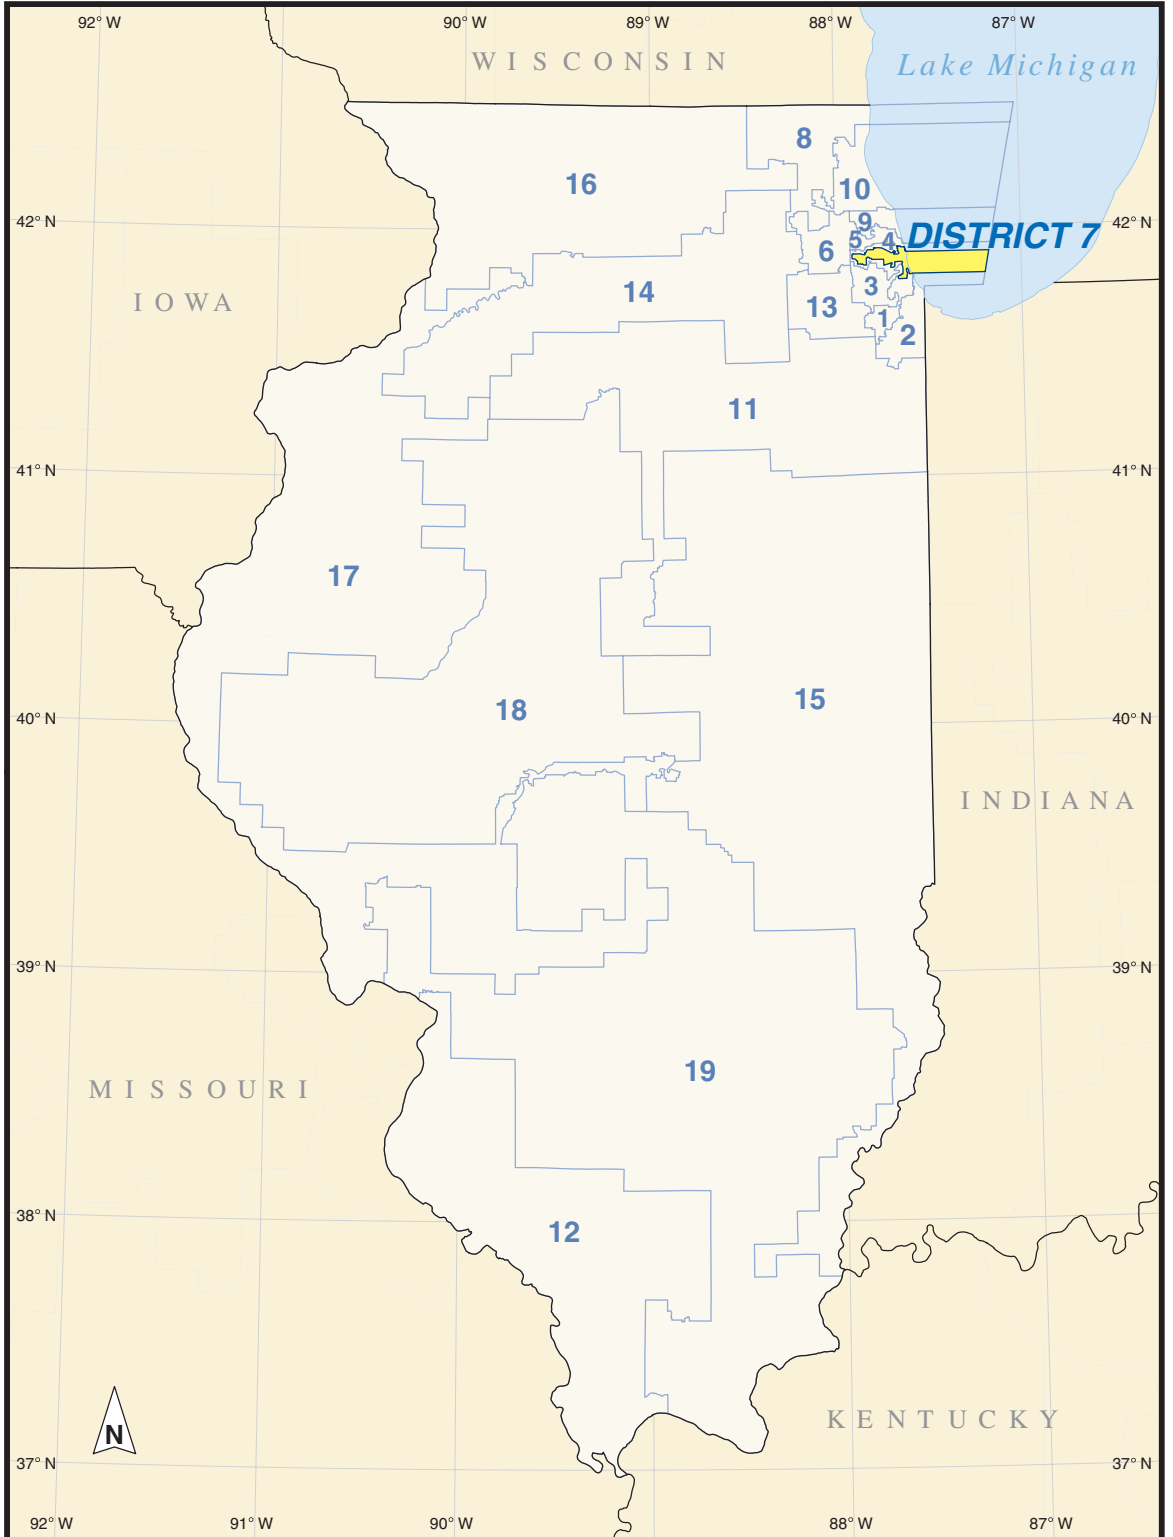 92° W 90° W 89° W 88° W 87° W
WISCONSIN
Lake Michigan
8
16
10
42° N 42° N
9
5 4 DISTRICT 7
6
3
14
IOWA
13
1
2
11
41° N 41° N
17
15
18
40° N 40° N
INDIANA
39° N 39° N
19
MISSOURI
38° N 38° N
12
KENTUCKY
N
37° N 37° N
92° W 91° W 90° W 88° W 87° W